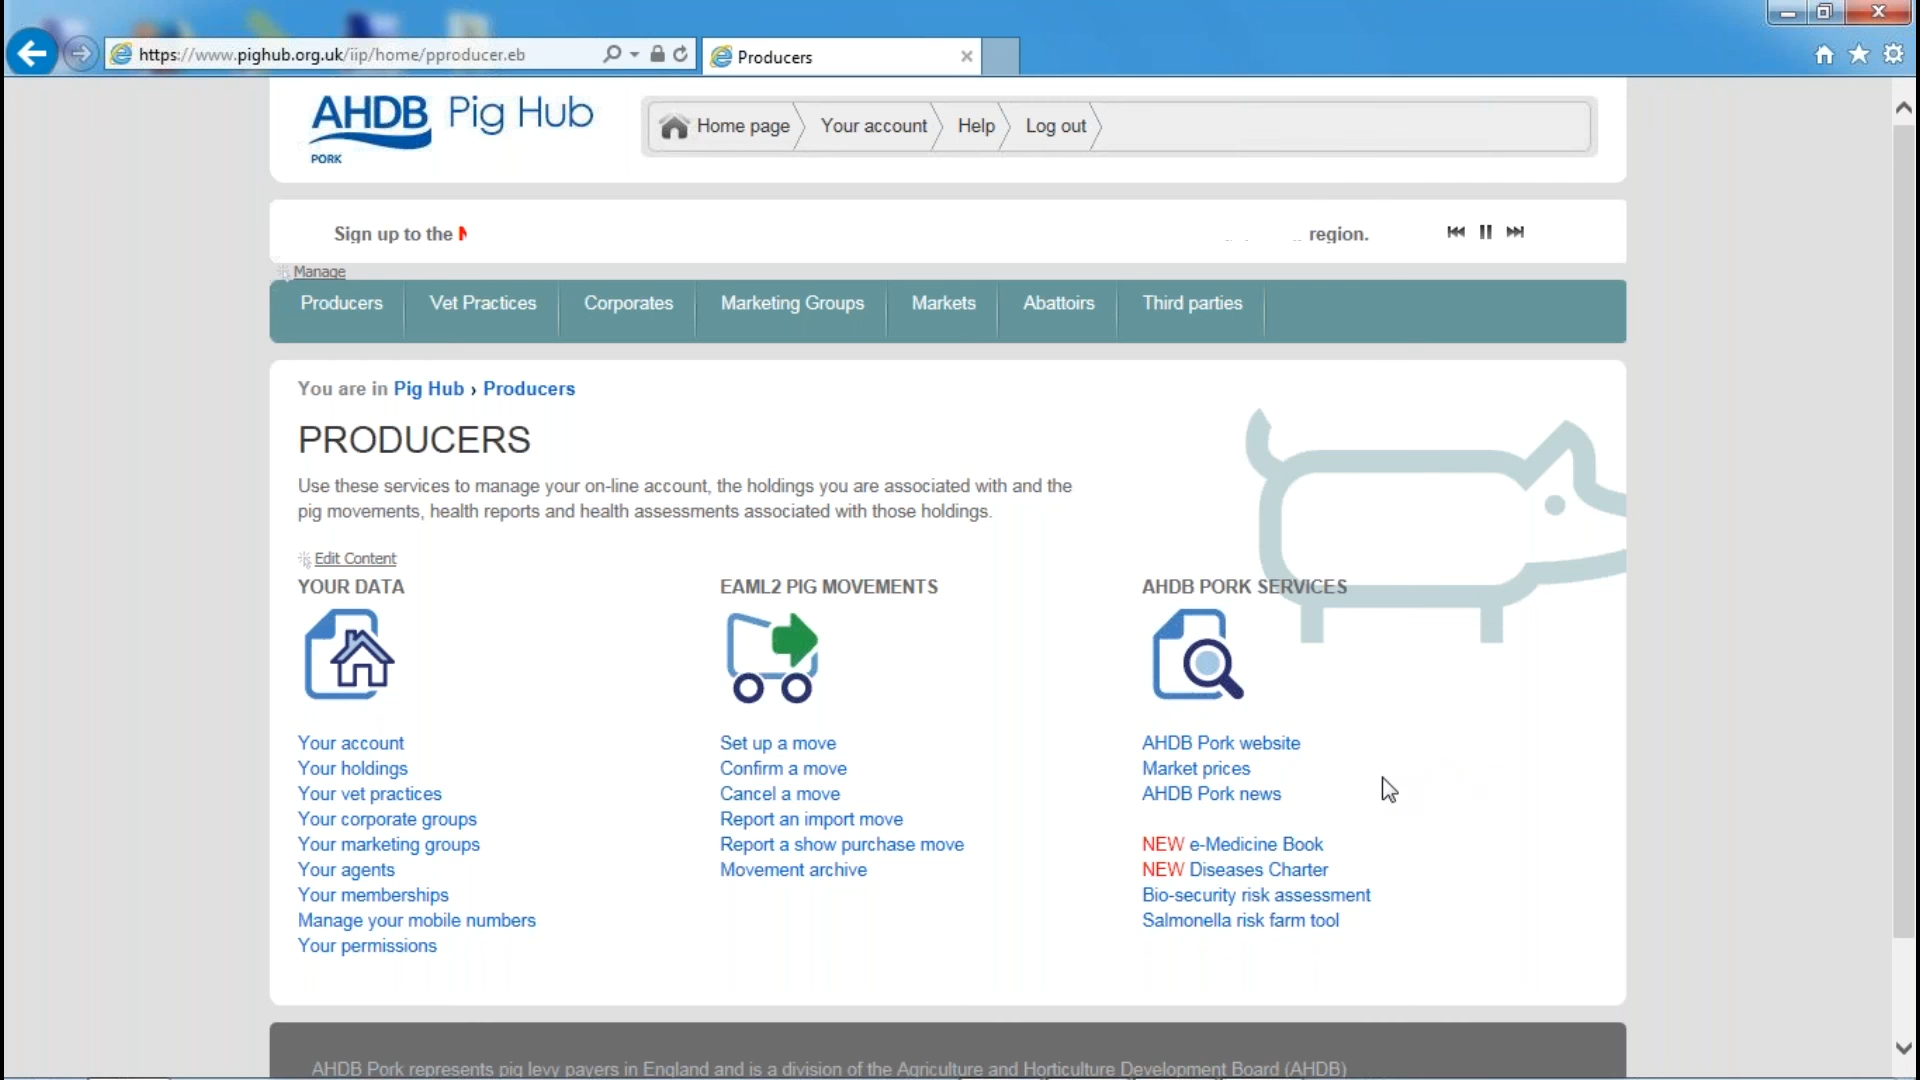 https://www.pighub.org.uk/iip/home/pproducer.eb
Producers
AHDB Pig Hub
PORK
Home page
Your account
Help
Log out
Sign up to the
region.
Manage
Producers
Vet Practices
Corporates
Marketing Groups
Markets
Abattoirs
Third parties
You are in Pig Hub › Producers
PRODUCERS
Use these services to manage your on-line account, the holdings you are associated with and the
pig movements, health reports and health assessments associated with those holdings.
Edit Content
YOUR DATA
Your account
Your holdings
Your vet practices
Your corporate groups
Your marketing groups
Your agents
Your memberships
Manage your mobile numbers
Your permissions
EAML2 PIG MOVEMENTS
Set up a move
Confirm a move
Cancel a move
Report an import move
Report a show purchase move
Movement archive
AHDB PORK SERVICES
AHDB Pork website
Market prices
AHDB Pork news
NEW e-Medicine Book
NEW Diseases Charter
Bio-security risk assessment
Salmonella risk farm tool
AHDB Pork represents pig levy payers in England and is a division of the Agriculture and Horticulture Development Board (AHDB)